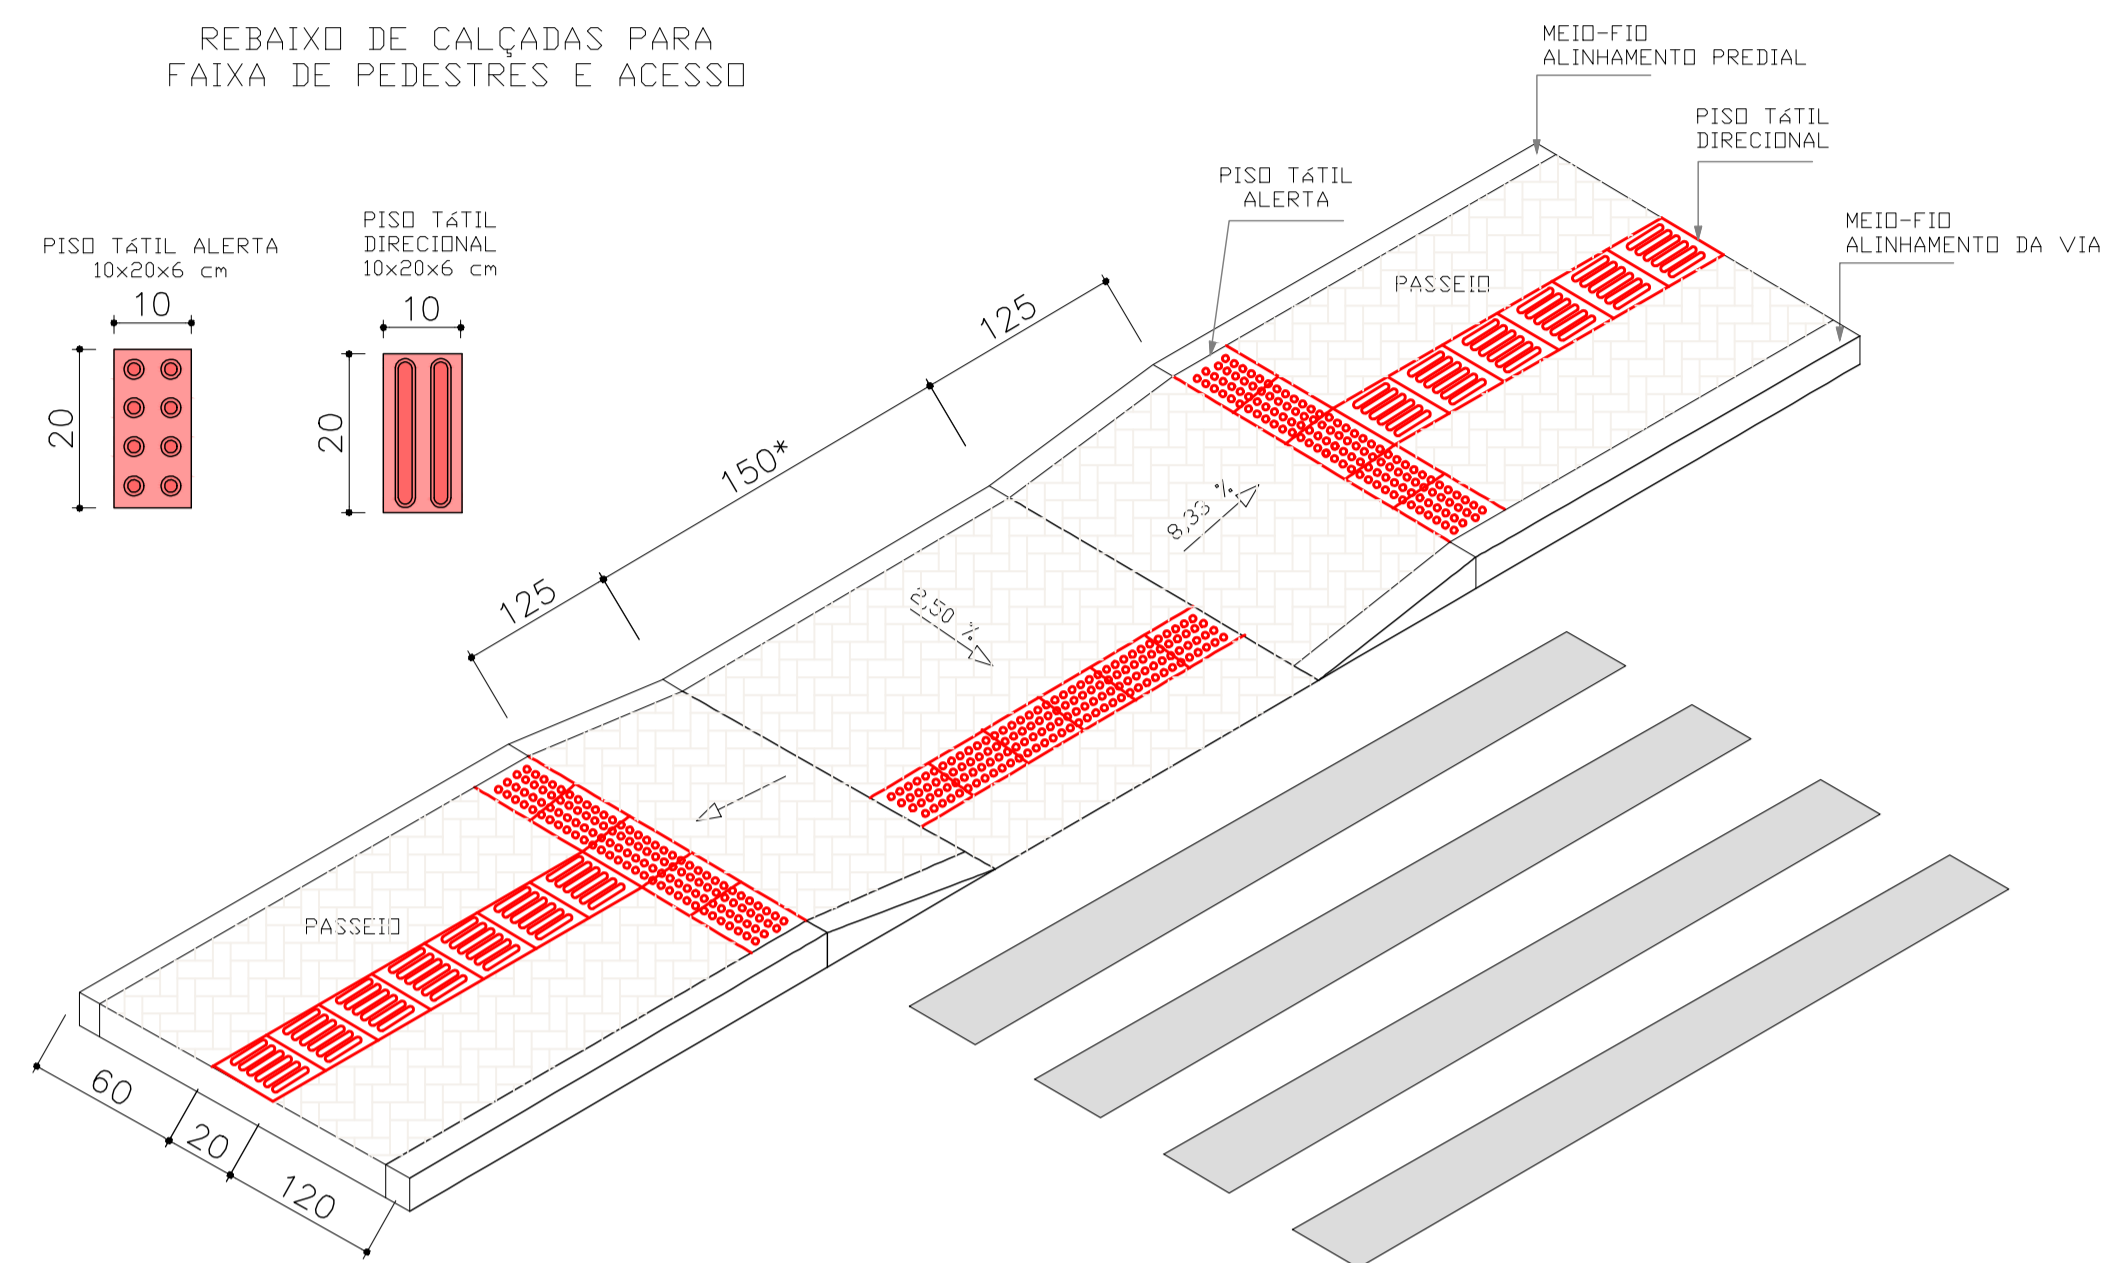 REBAIXO DE CALÇADAS PARA
FAIXA DE PEDESTRES E ACESSO
MEIO-FIO
ALINHAMENTO PREDIAL
PISO TáTIL
DIRECIONAL
PISO TáTIL
ALERTA
MEIO-FIO
ALINHAMENTO DA VIA
PISO TáTIL ALERTA
10x20x6 cm
10
20
PISO TáTIL
DIRECIONAL
10x20x6 cm
10
20
125
150*
125
PASSEIO
8,33 %
2,50 %
PASSEIO
60
20
120